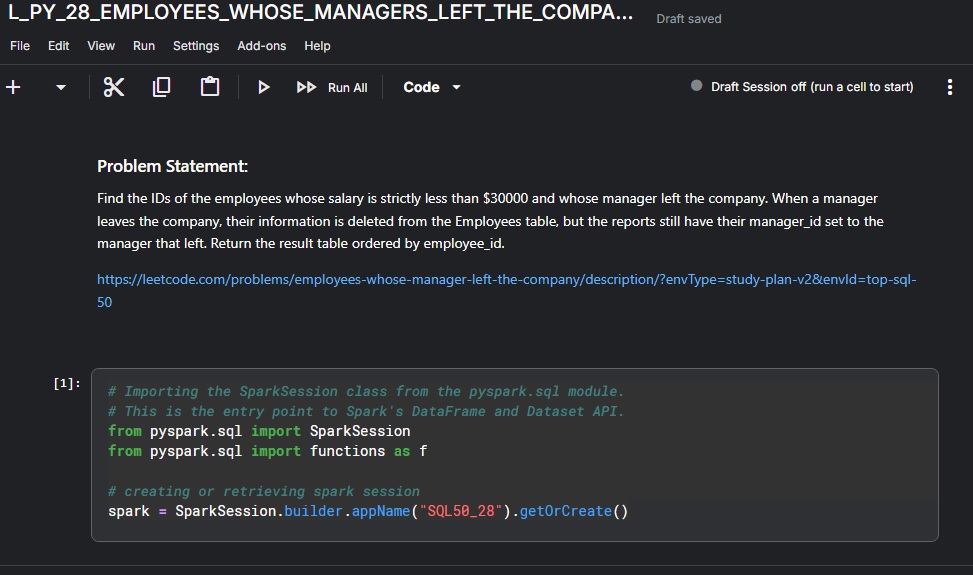 L_PY_28_EMPLOYEES_WHOSE_MANAGERS_LEFT_THE_COMPA...
Draft saved
File Edit View Run Settings Add-ons Help
Run All Code Draft Session off (run a cell to start)
Problem Statement:
Find the IDs of the employees whose salary is strictly less than $30000 and whose manager left the company. When a manager
leaves the company, their information is deleted from the Employees table, but the reports still have their manager_id set to the
manager that left. Return the result table ordered by employee_id.
https://leetcode.com/problems/employees-whose-manager-left-the-company/description/?envType=study-plan-v2&envId=top-sql-
50
[1]:
# Importing the SparkSession class from the pyspark.sql module.
# This is the entry point to Spark's DataFrame and Dataset API.
from pyspark.sql import SparkSession
from pyspark.sql import functions as f
# creating or retrieving spark session
spark = SparkSession.builder.appName("SQL50_28").getOrCreate()